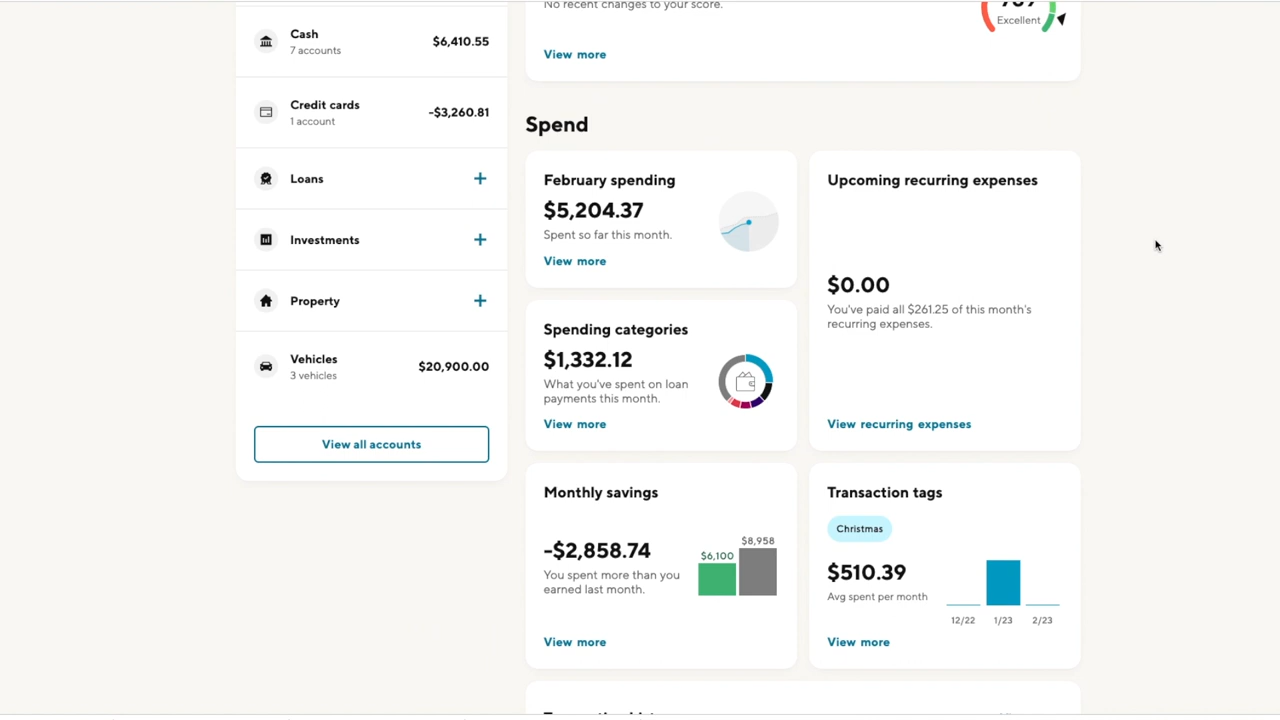 No recent changes to your score.
Excellent
View more
Cash
7 accounts
$6,410.55
Credit cards
1 account
-$3,260.81
Loans
Investments
Property
Vehicles
3 vehicles
$20,900.00
View all accounts
Spend
February spending
$5,204.37
Spent so far this month.
View more
Upcoming recurring expenses
$0.00
You've paid all $261.25 of this month's
recurring expenses.
View recurring expenses
Spending categories
$1,332.12
What you've spent on loan
payments this month.
View more
Monthly savings
-$2,858.74
You spent more than you
earned last month.
$6,100
$8,958
View more
Transaction tags
Christmas
$510.39
Avg spent per month
12/22
1/23
2/23
View more